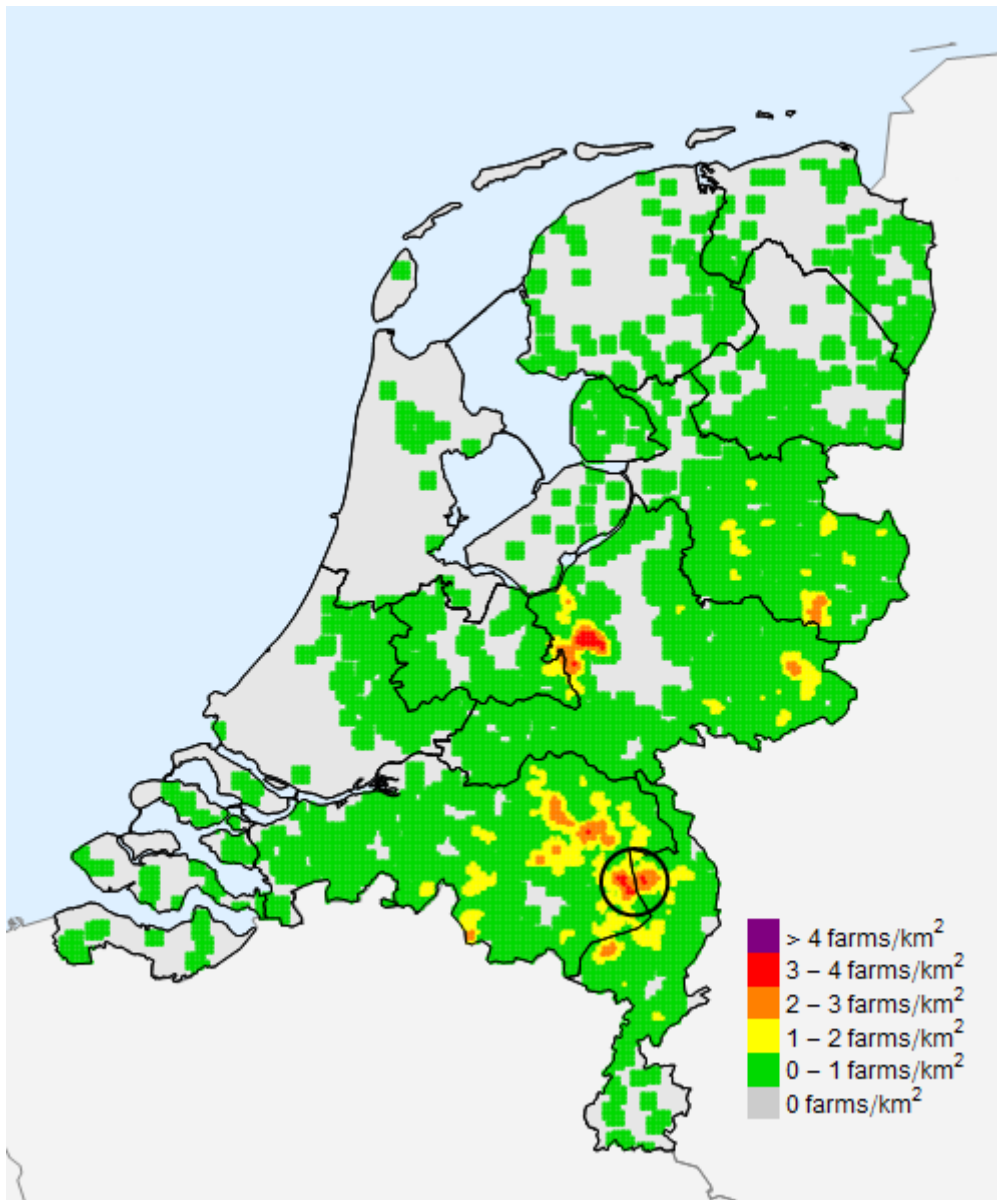 > 4 farms/km²
3 – 4 farms/km²
2 – 3 farms/km²
1 – 2 farms/km²
0 – 1 farms/km²
0 farms/km²